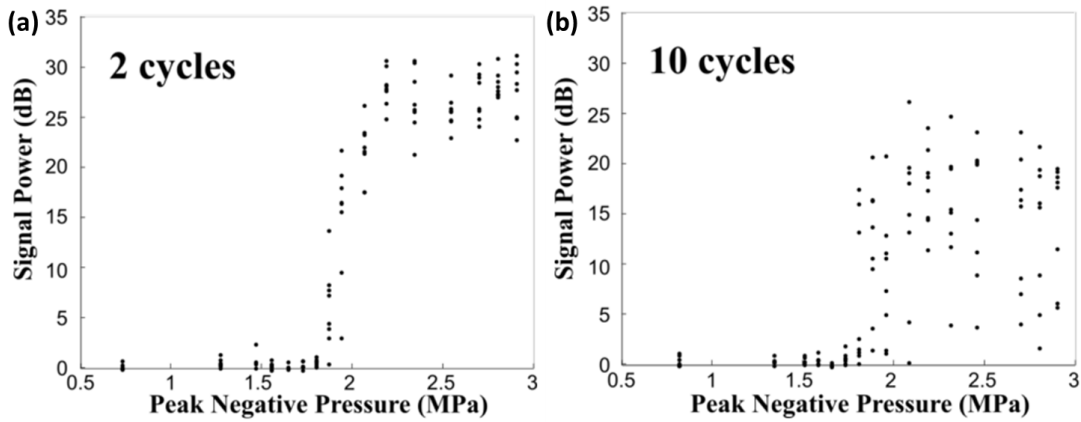 (a)
2 cycles
Signal Power (dB)
35
30
25
20
15
10
5
0
0.5 1 1.5 2 2.5 3
Peak Negative Pressure (MPa)
(b)
10 cycles
Signal Power (dB)
35
30
25
20
15
10
5
0
0.5 1 1.5 2 2.5 3
Peak Negative Pressure (MPa)